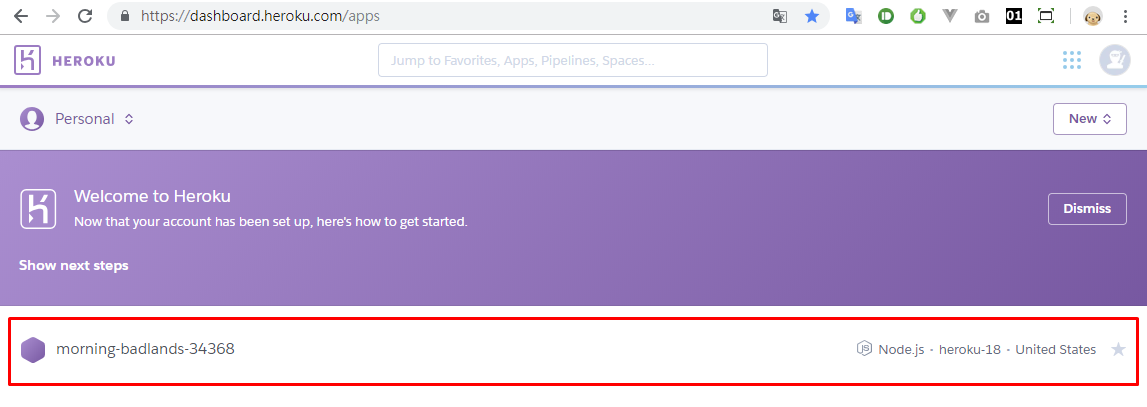 https://dashboard.heroku.com/apps
01
HEROKU
Jump to Favorites, Apps, Pipelines, Spaces...
Personal
New
Welcome to Heroku
Now that your account has been set up, here's how to get started.
Dismiss
Show next steps
morning-badlands-34368
Node.js · heroku-18 · United States